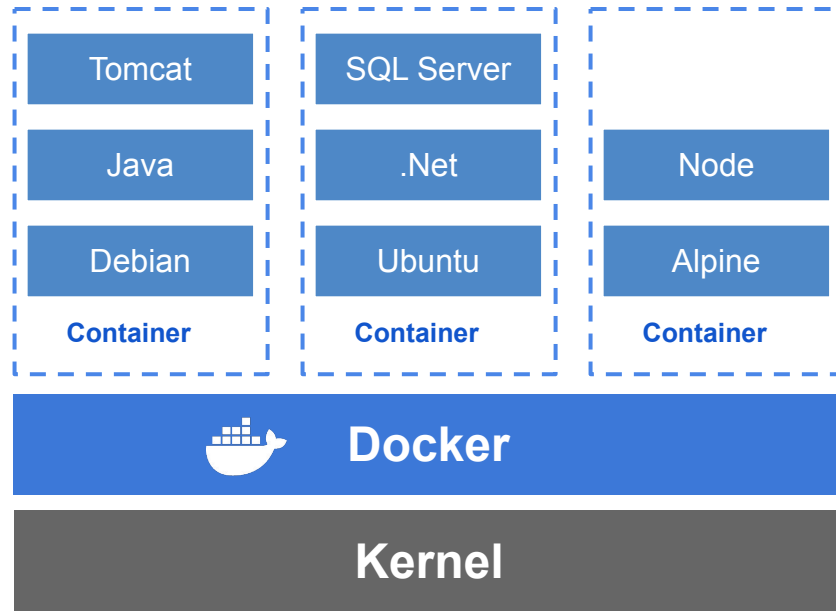 Tomcat
Java
Debian
Container
SQL Server
.Net
Ubuntu
Container
Node
Alpine
Container
Docker
Kernel